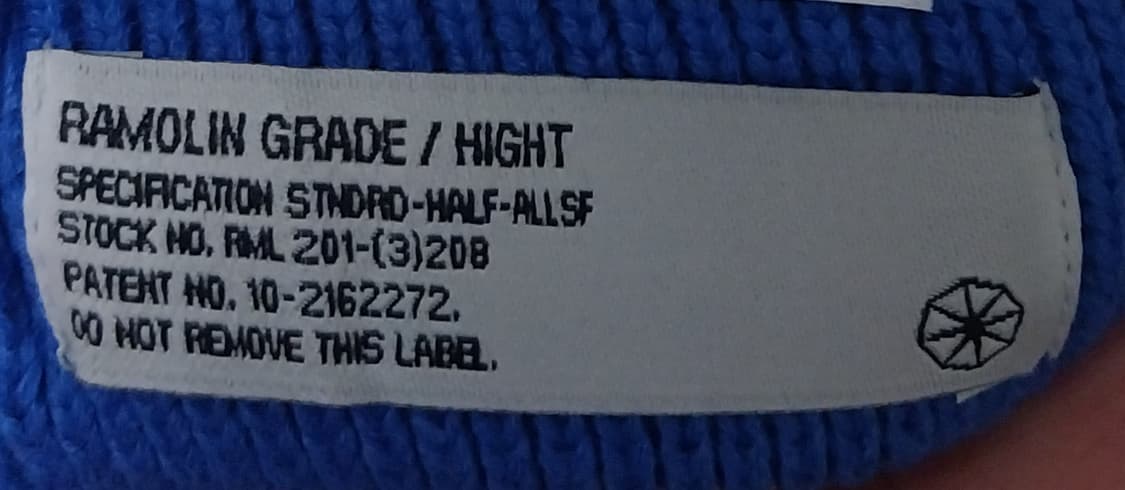 RAMOLIN GRADE / HIGHT
SPECIFICATION STNDRD-HALF-ALLSF
STOCK NO. RML 201-(3)208
PATENT NO. 10-2162272.
DO NOT REMOVE THIS LABEL.